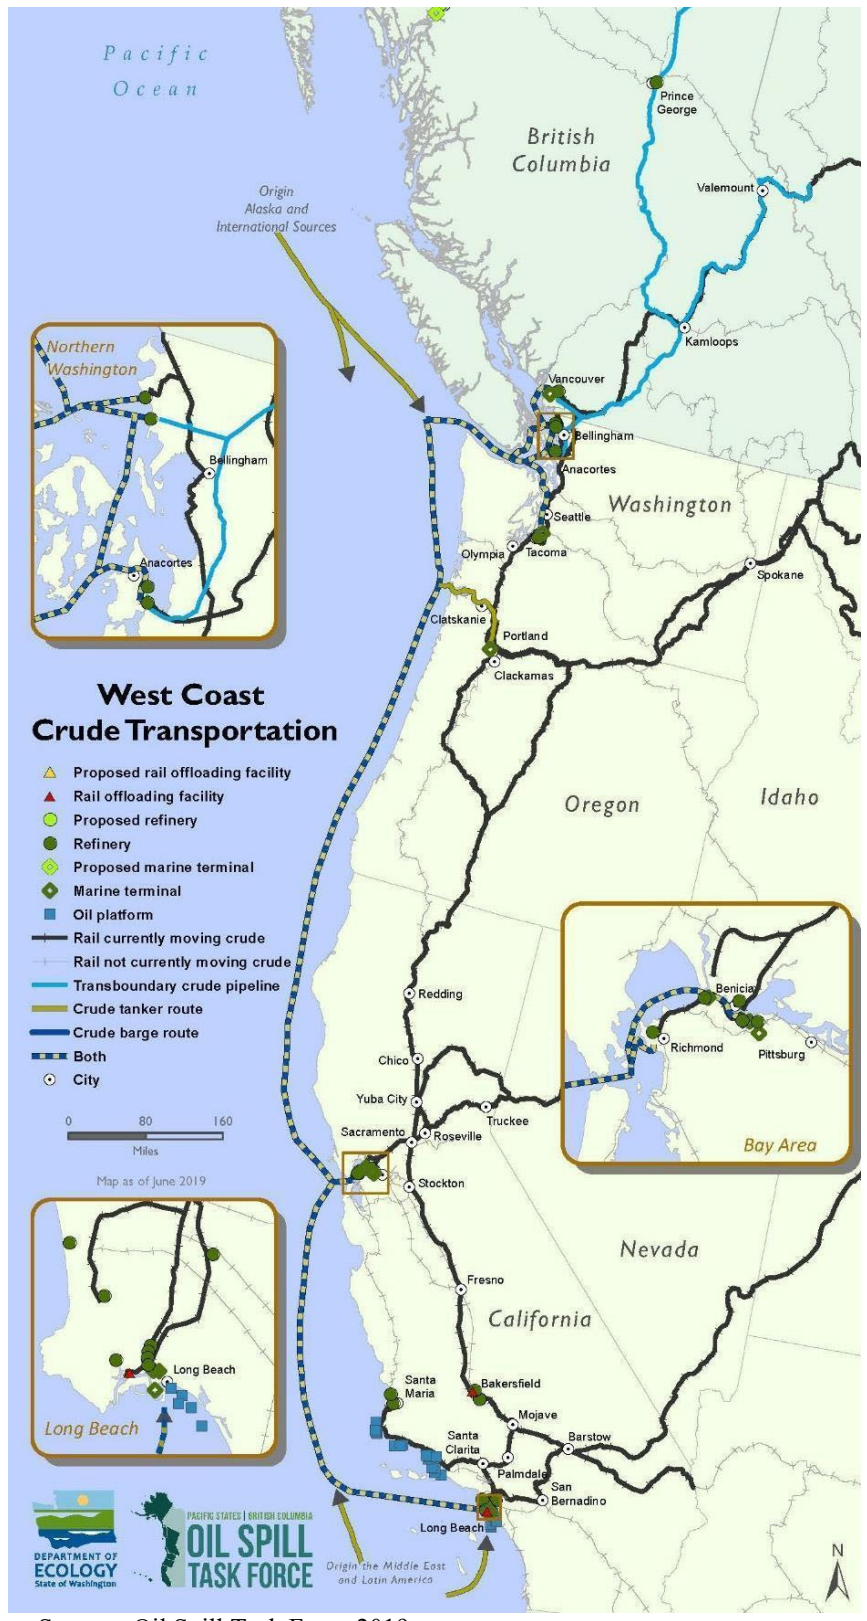 Pacific
Ocean
Prince
George
British
Columbia
Valemount
Origin
Alaska and
International Sources
Kamloops
Northern
Washington
Bellingham
Anacortes
Vancouver
Bellingham
Anacortes
Washington
Seattle
Olympia
Tacoma
Spokane
Clatskanie
Portland
Clackamas
West Coast
Crude Transportation
Proposed rail offloading facility
Rail offloading facility
Proposed refinery
Refinery
Proposed marine terminal
Marine terminal
Oil platform
Rail currently moving crude
Rail not currently moving crude
Transboundary crude pipeline
Crude tanker route
Crude barge route
Both
City
0 80 160
Miles
Map as of June 2019
Oregon
Idaho
Benicia
Richmond
Pittsburg
Bay Area
Redding
Chico
Yuba City
Truckee
Sacramento
Roseville
Stockton
Nevada
Fresno
California
Long Beach
Long Beach
Santa
Maria
Bakersfield
Mojave
Santa
Clarita
Barstow
Palmdale
San
Bernadino
Long Beach
Origin the Middle East
and Latin America
DEPARTMENT OF
ECOLOGY
State of Washington
PACIFIC STATES | BRITISH COLUMBIA
OIL SPILL
TASK FORCE
N